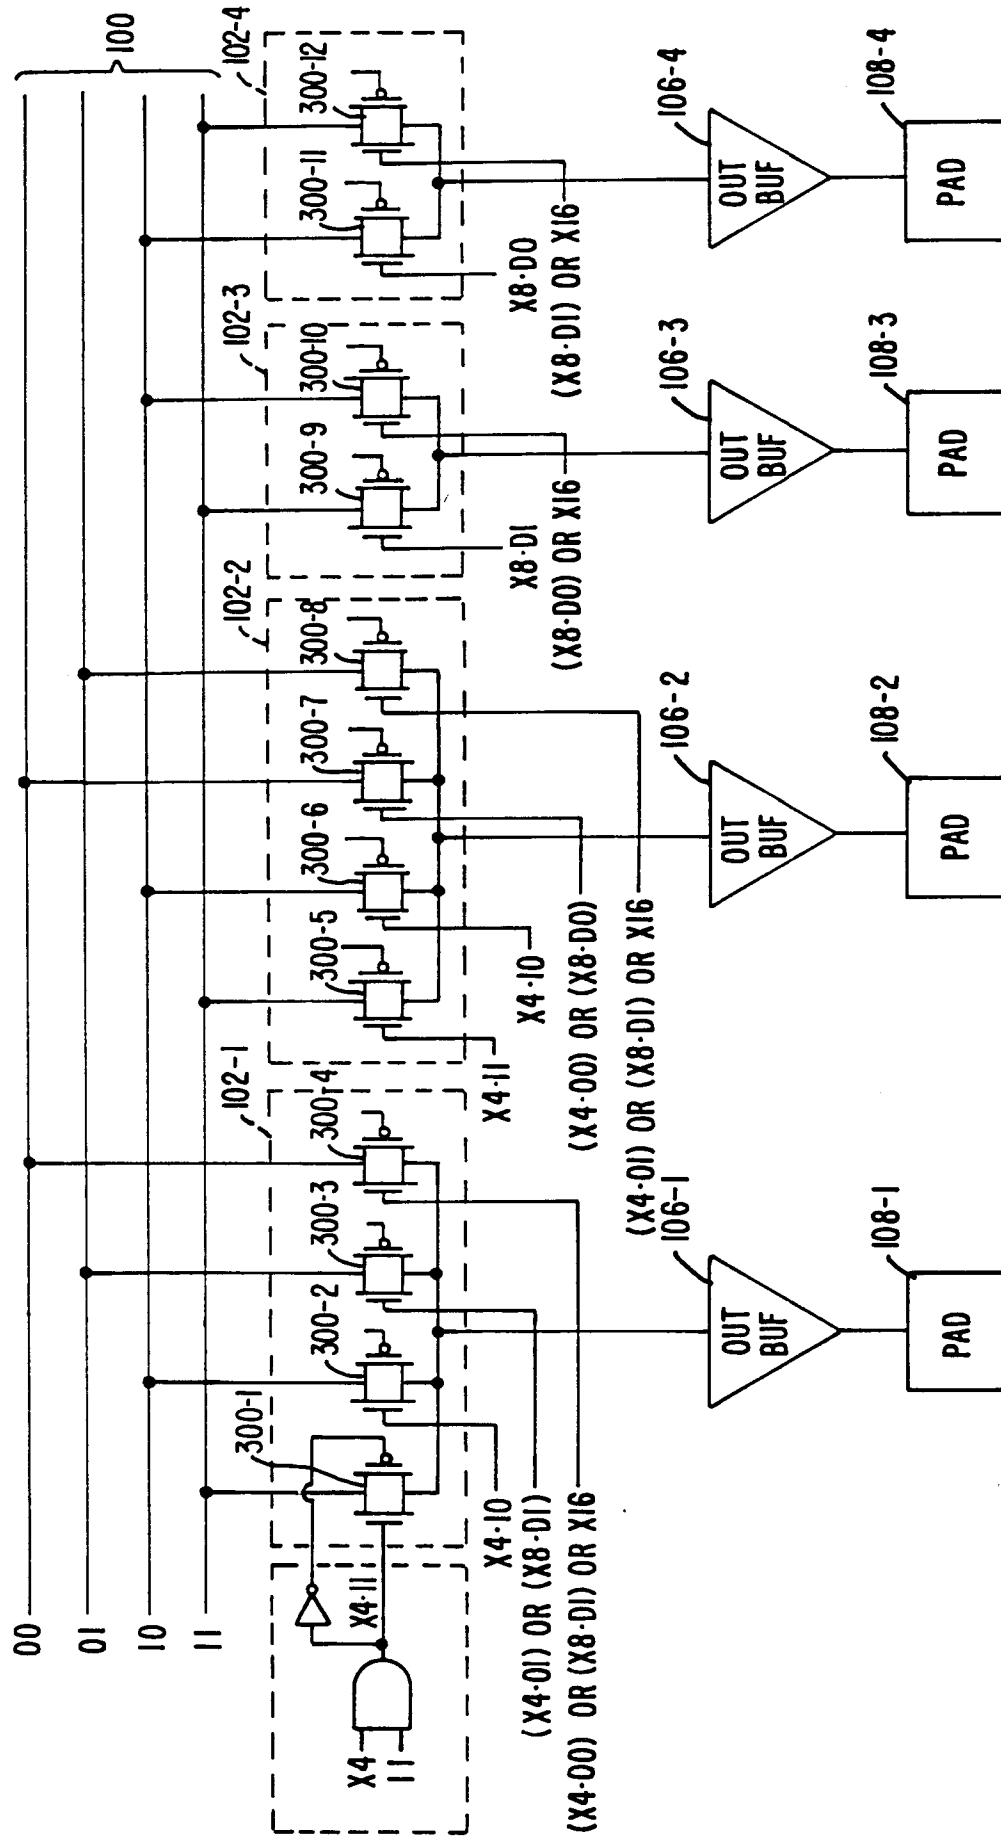 00
01
10
11
100
102-1
102-2
102-3
102-4
300-1
300-2
300-3
300-4
300-5
300-6
300-7
300-8
300-9
300-10
300-11
300-12
X4
11
X4·11
X4·10
(X4·01) OR (X8·D1)
(X4·00) OR (X8·D1) OR X16
X4·11
X4·10
(X4·00) OR (X8·D0)
(X4·01) OR (X8·D1) OR X16
X8·D1
(X8·D0) OR X16
X8·D0
(X8·D1) OR X16
106-1
OUT
BUF
106-2
OUT
BUF
106-3
OUT
BUF
106-4
OUT
BUF
108-1
PAD
108-2
PAD
108-3
PAD
108-4
PAD